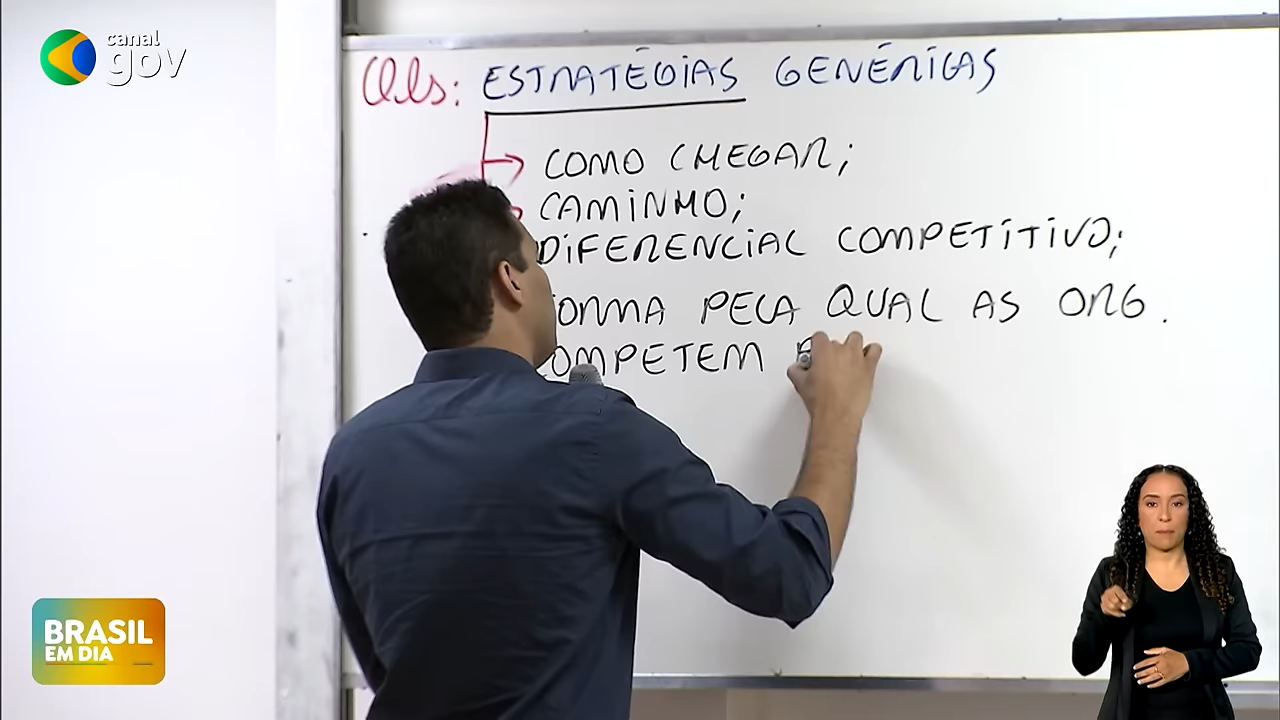 canal
gov
Obs: ESTRATÉGIAS GENÉRICAS
COMO CHEGAR;
CAMINHO;
DIFERENCIAL COMPETITIVO;
FORMA PELA QUAL AS ORG.
COMPETEM
BRASIL
EM DIA